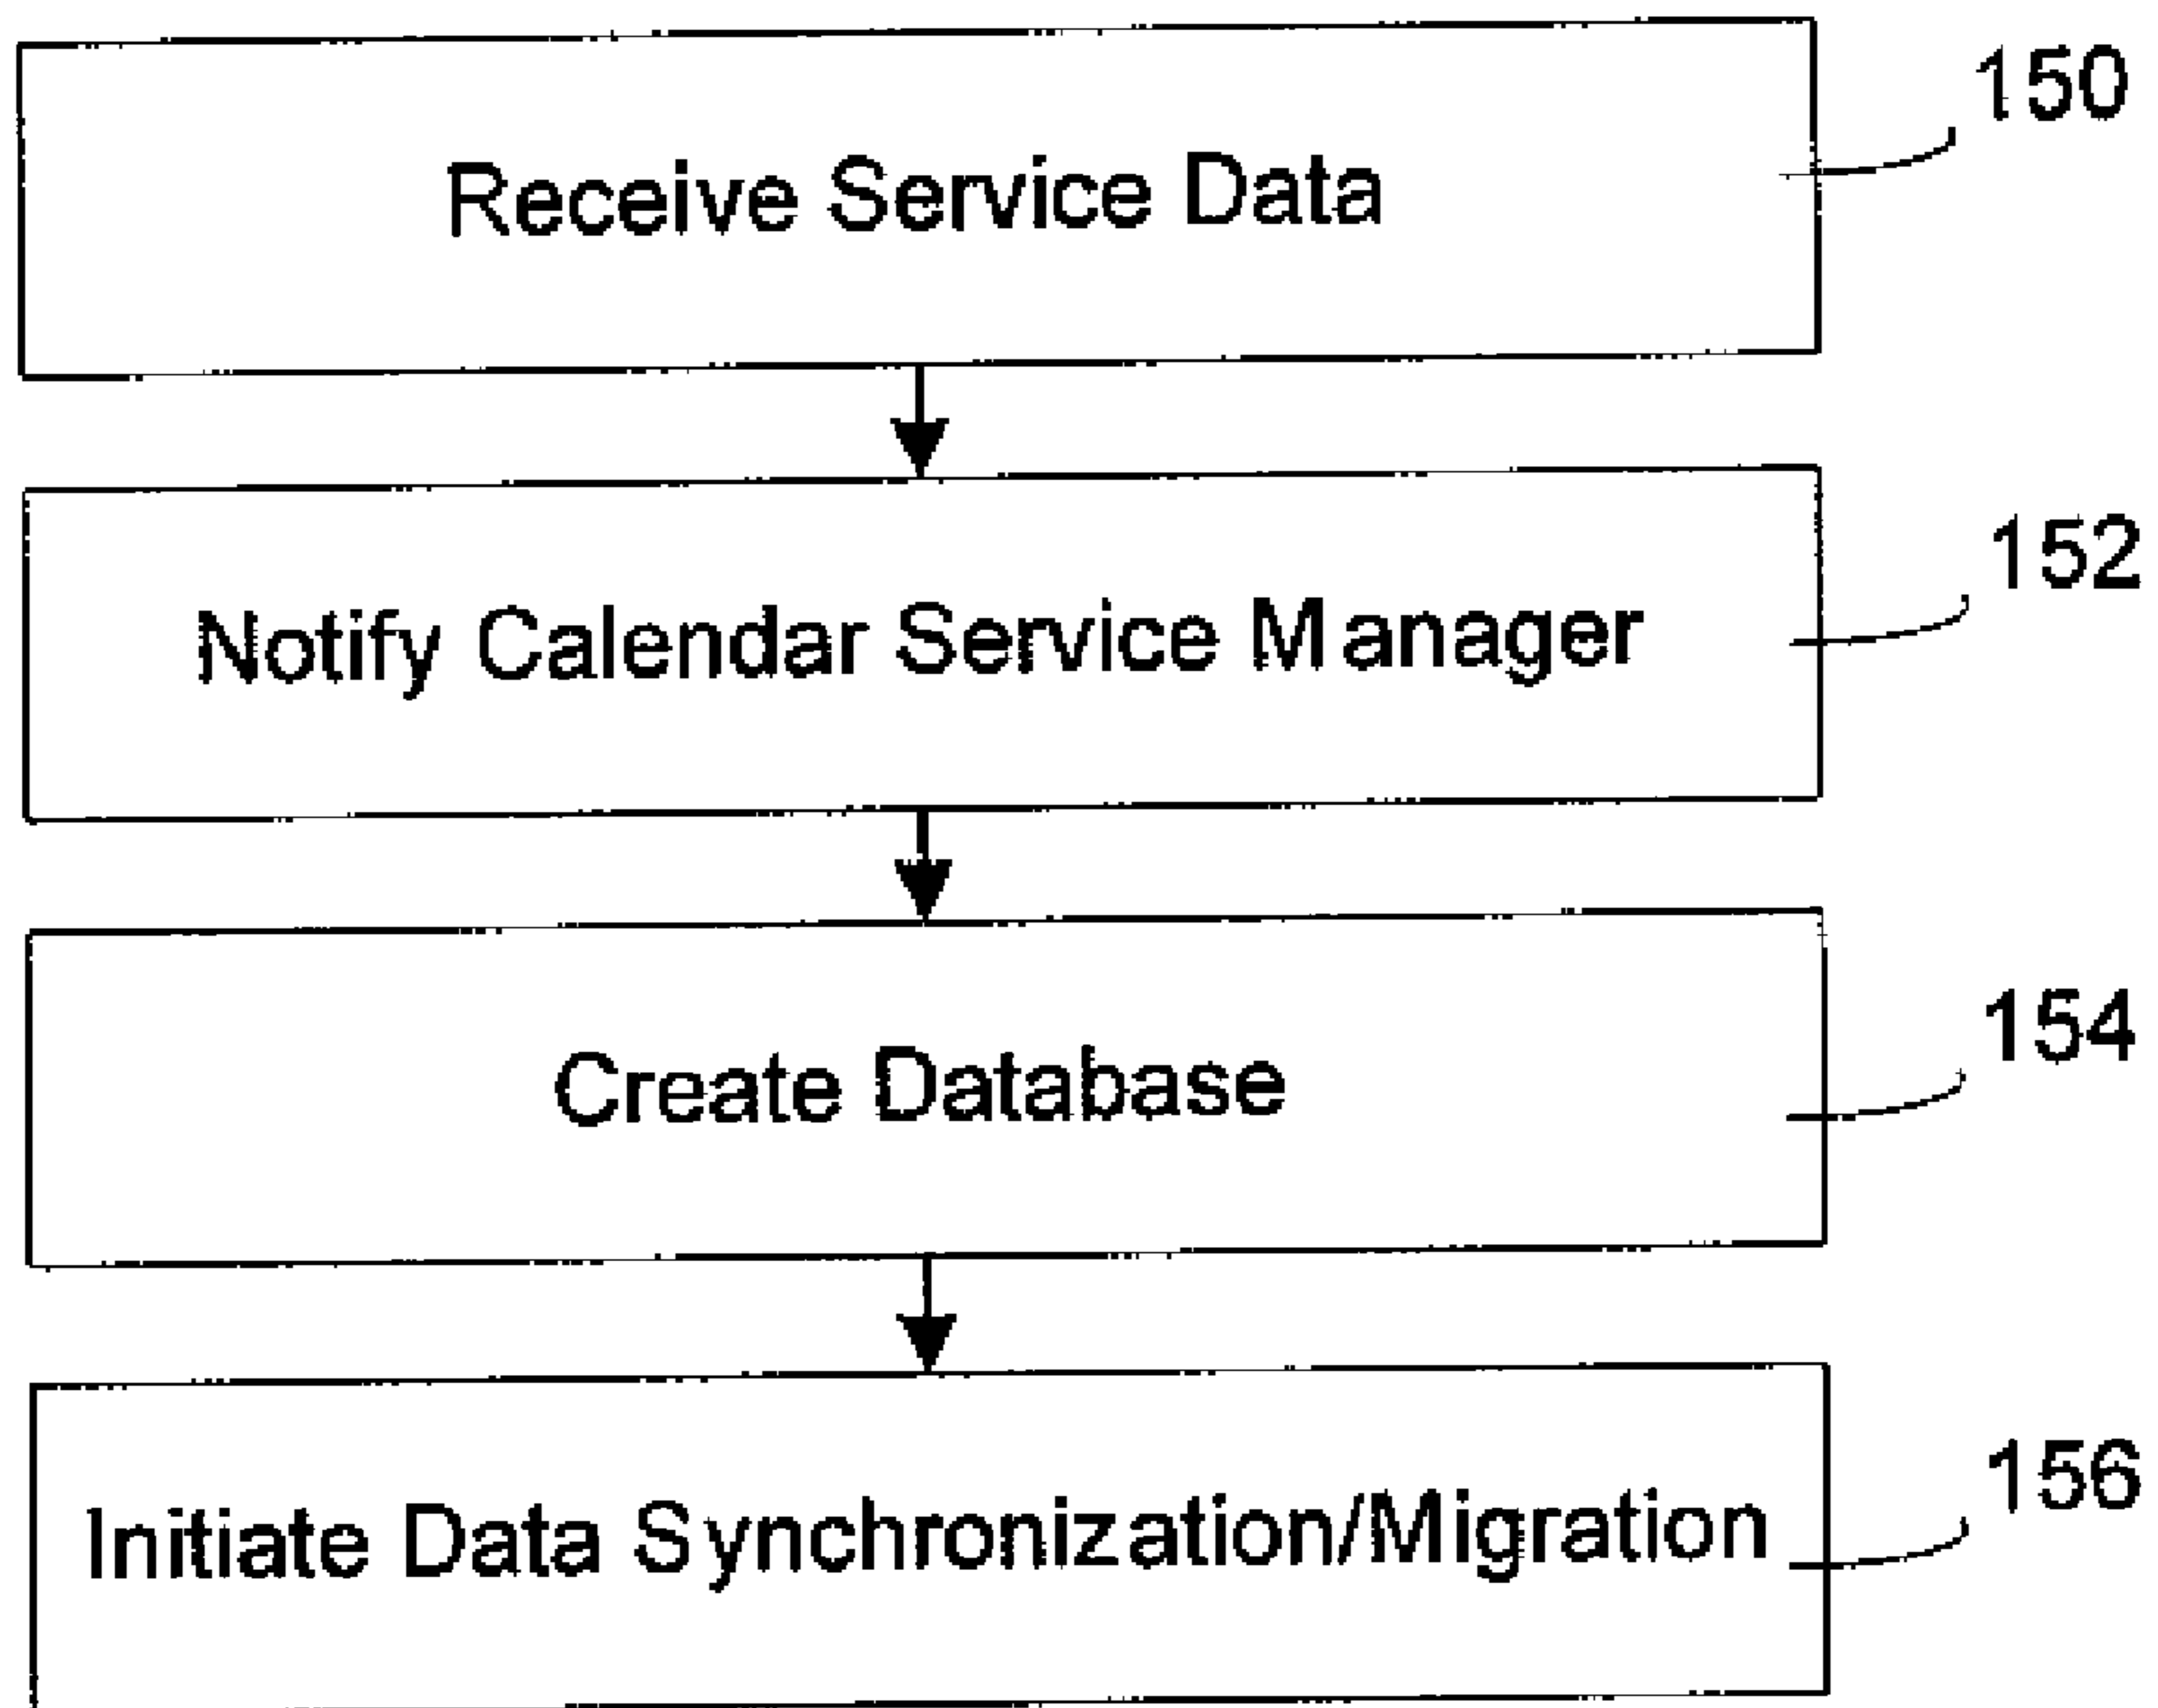 150
Receive Service Data
152
Notify Calendar Service Manager
154
Create Database
156
Initiate Data Synchronization/Migration